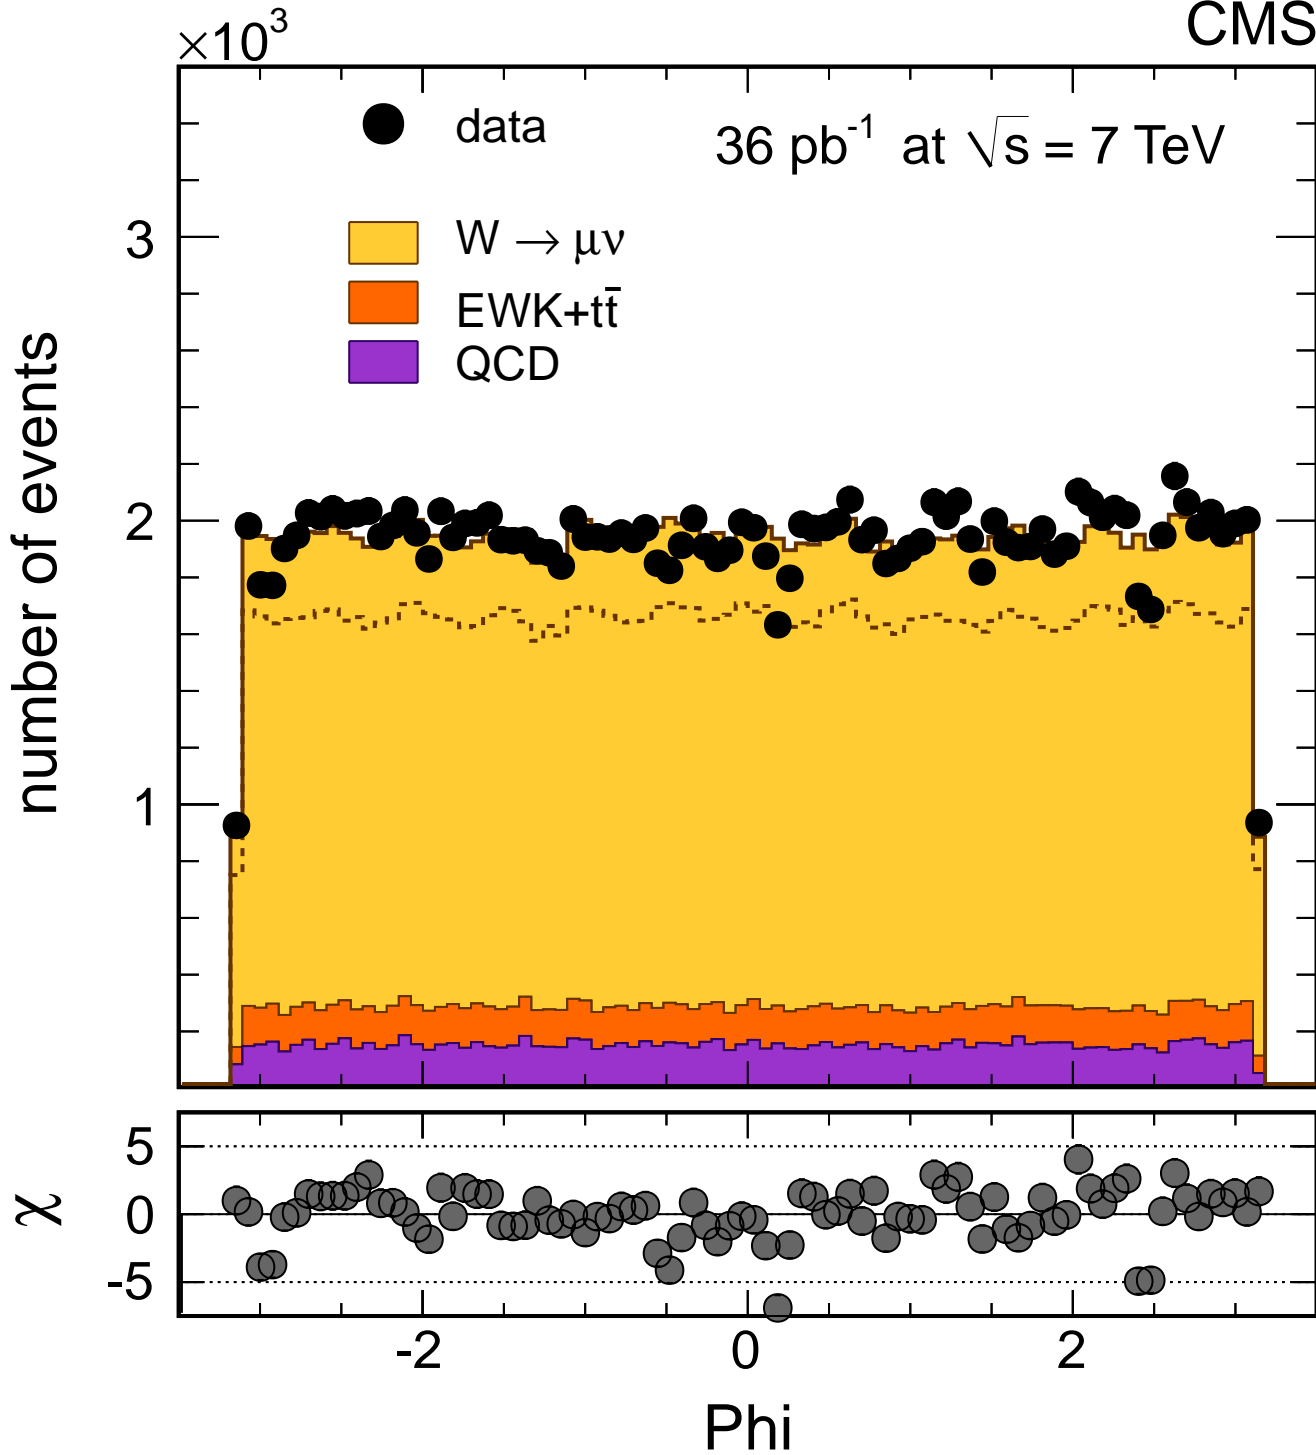 ×10³
CMS
data
36 pb⁻¹ at √s = 7 TeV
W → μν
EWK+tt̄
QCD
number of events
3
2
1
χ
5
0
-5
-2
0
2
Phi